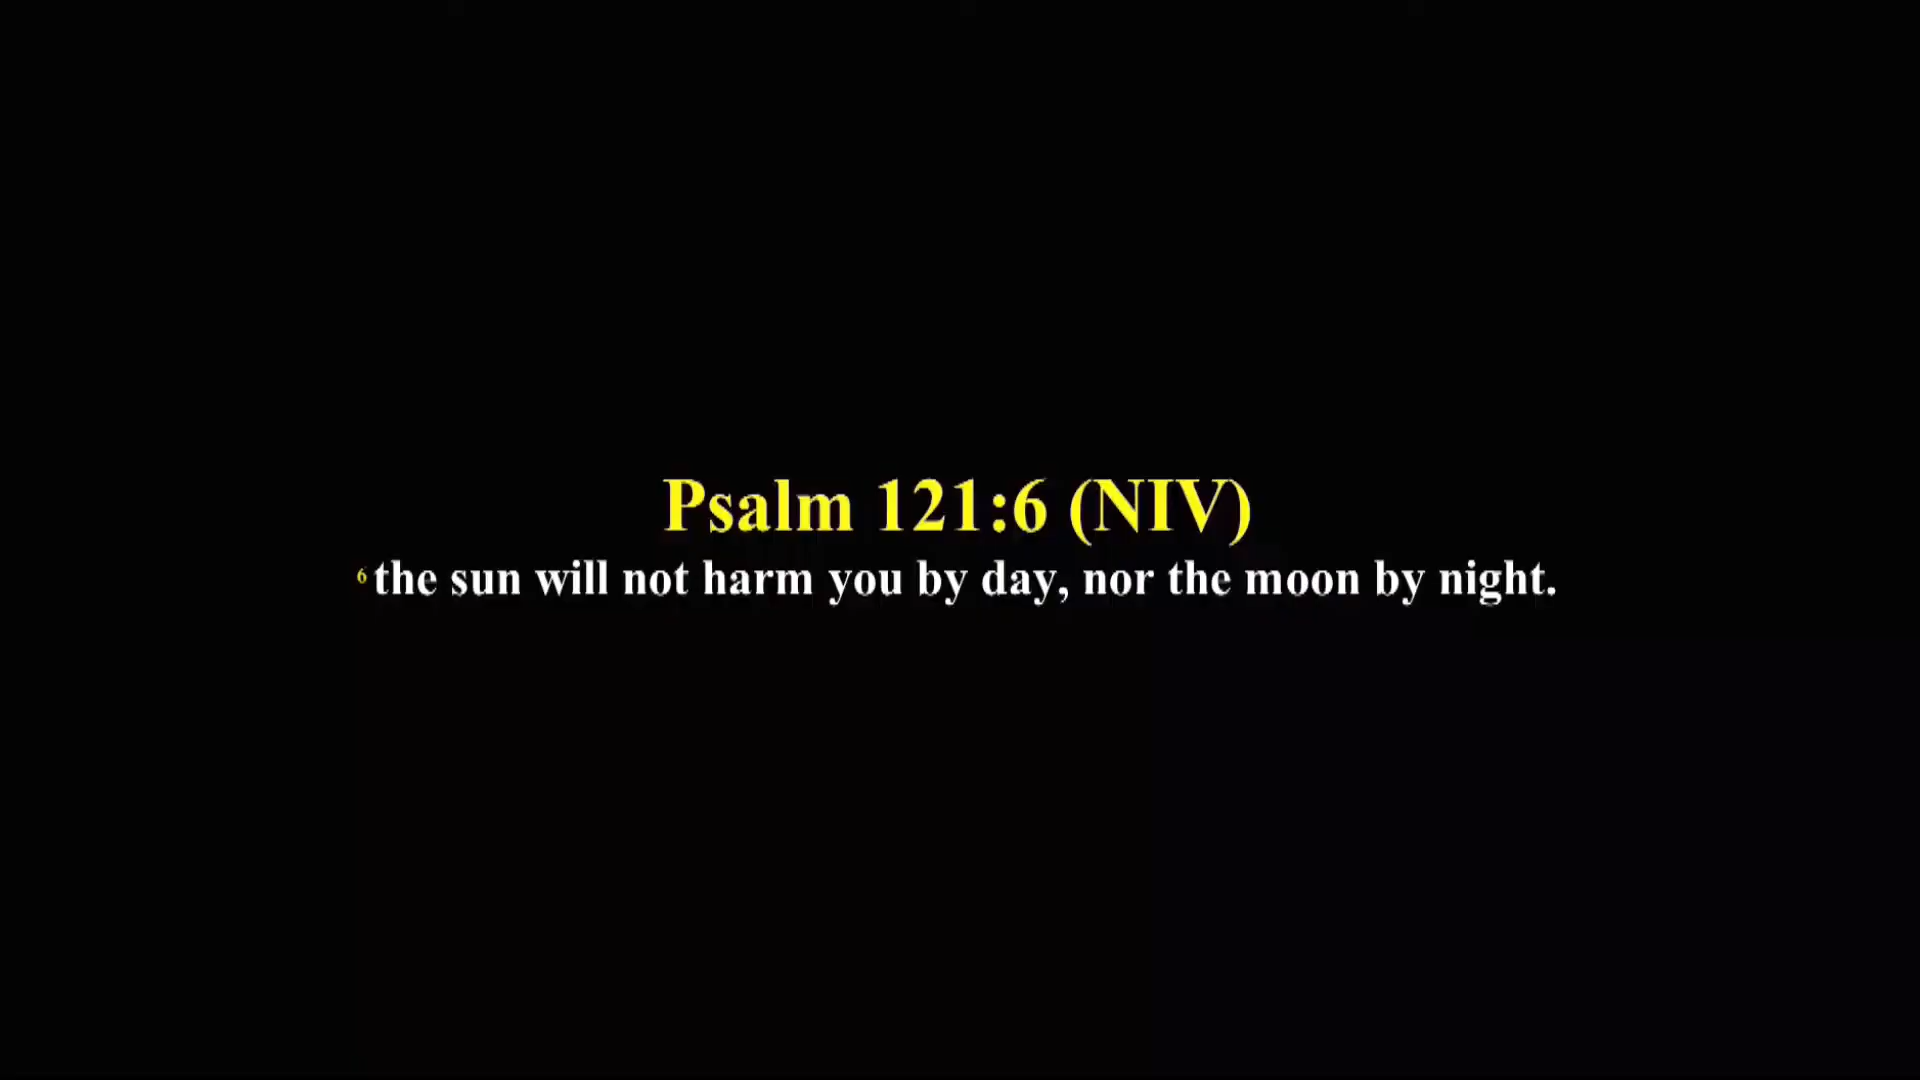 Psalm 121:6 (NIV)
6 the sun will not harm you by day, nor the moon by night.